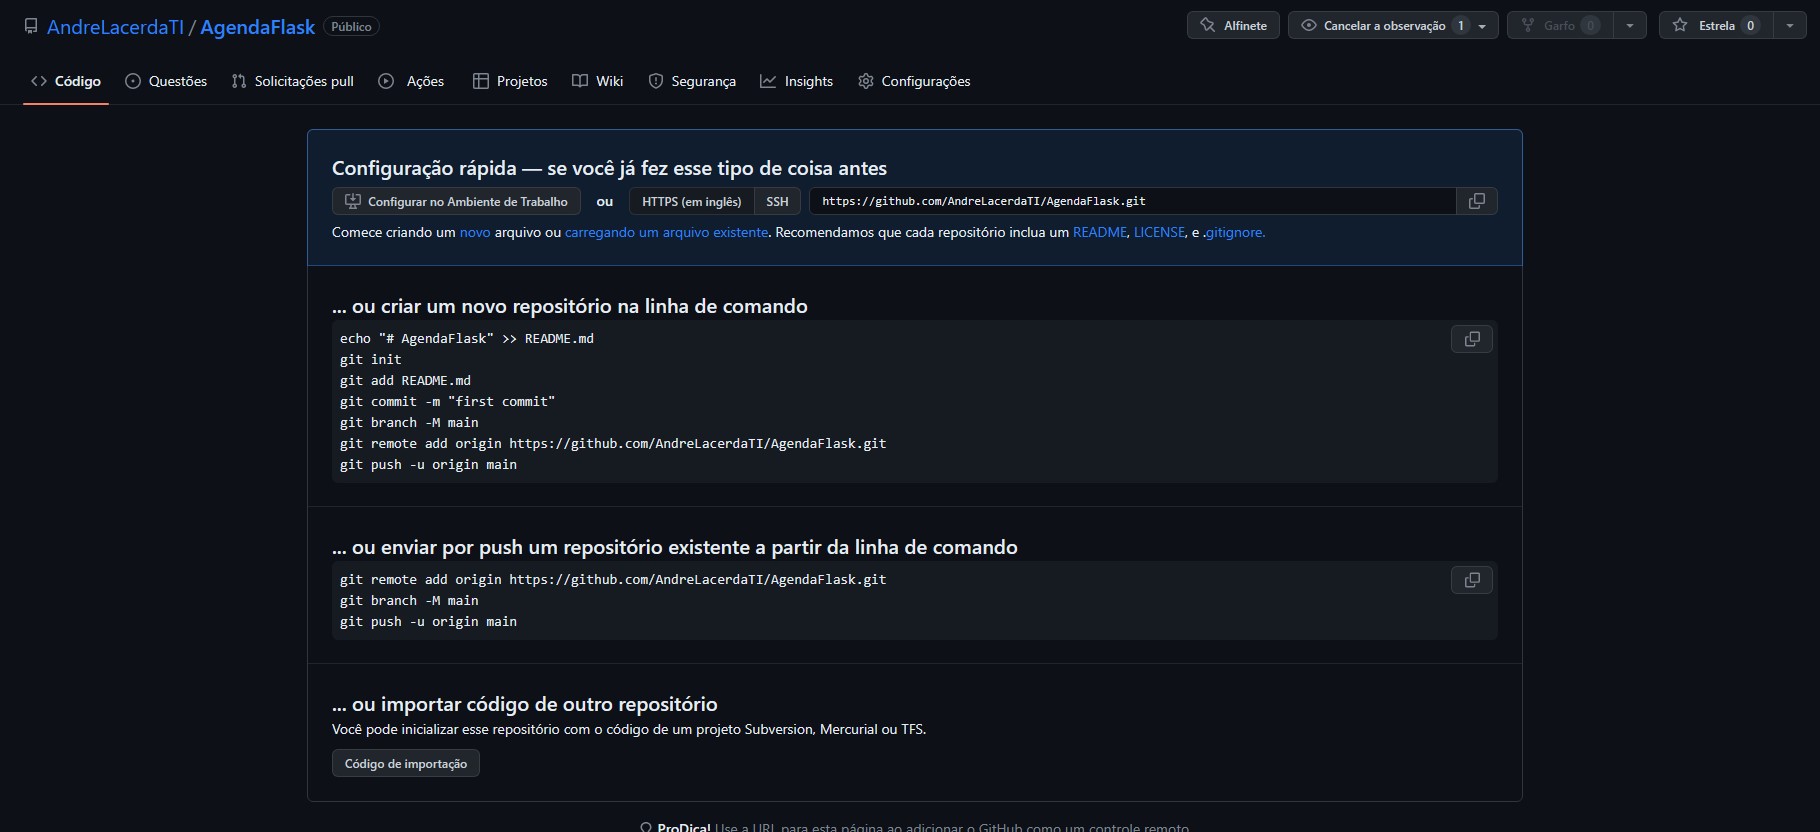 AndreLacerdaTI / AgendaFlask Público
Alfinete Cancelar a observação 1 Garfo 0 Estrela 0
<> Código Questões Solicitações pull Ações Projetos Wiki Segurança Insights Configurações
Configuração rápida — se você já fez esse tipo de coisa antes
Configurar no Ambiente de Trabalho ou HTTPS (em inglês) SSH https://github.com/AndreLacerdaTI/AgendaFlask.git
Comece criando um novo arquivo ou carregando um arquivo existente. Recomendamos que cada repositório inclua um README, LICENSE, e .gitignore.
... ou criar um novo repositório na linha de comando
echo "# AgendaFlask" >> README.md
git init
git add README.md
git commit -m "first commit"
git branch -M main
git remote add origin https://github.com/AndreLacerdaTI/AgendaFlask.git
git push -u origin main
... ou enviar por push um repositório existente a partir da linha de comando
git remote add origin https://github.com/AndreLacerdaTI/AgendaFlask.git
git branch -M main
git push -u origin main
... ou importar código de outro repositório
Você pode inicializar esse repositório com o código de um projeto Subversion, Mercurial ou TFS.
Código de importação
ProDica! Use a URL para esta página ao adicionar o GitHub como um controle remoto.